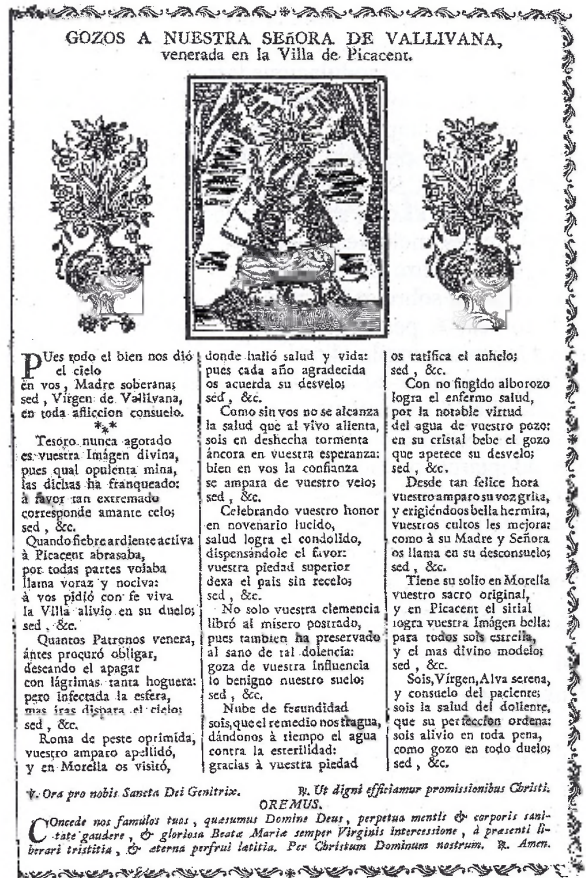 GOZOS A NUESTRA SEñORA DE VALLIVANA,
venerada en la Villa de Picacent.
PUes todo el bien nos dió
el cielo
en vos, Madre soberana;
sed, Vírgen de Vallivana,
en toda afliccion consuelo.
Tesoro nunca agotado
es vuestra Imágen divina,
pues qual opulenta mina,
las dichas ha franqueado:
à favor tan extremado
corresponde amante celo;
sed, &c.
Quando fiebre ardiente activa
à Picacent abrasaba,
por todas partes volaba
llama voraz y nociva:
à vos pidió con fe viva
la Villa alivio en su duelo;
sed, &c.
Quantos Patronos venera,
ántes procuró obligar,
deseando el apagar
con lágrimas tanta hoguera:
pero infectada la esfera,
mas iras dispara el cielo;
sed, &c.
Roma de peste oprimida,
vuestro amparo apellidó,
y en Morella os visitó,
donde halló salud y vida:
pues cada año agradecida
os acuerda su desvelo;
sed, &c.
Como sin vos no se alcanza
la salud que al vivo alienta,
sois en deshecha tormenta
áncora en vuestra esperanza:
bien en vos la confianza
se ampara de vuestro velo;
sed, &c.
Celebrando vuestro honor
en novenario lucido,
salud logra el condolido,
dispensándole el favor:
vuestra piedad superior
dexa el pais sin recelo;
sed, &c.
No solo vuestra clemencia
libró al mísero postrado,
pues tambien ha preservado
al sano de tal dolencia:
goza de vuestra influencia
lo benigno nuestro suelo;
sed, &c.
Nube de fecundidad
sois, que el remedio nos fragua,
dándonos à tiempo el agua
contra la esterilidad:
gracias à vuestra piedad
os ratifica el anhelo;
sed, &c.
Con no fingido alborozo
logra el enfermo salud,
por la notable virtud
del agua de vuestro pozo:
en su cristal bebe el gozo
que apetece su desvelo;
sed, &c.
Desde tan felice hora
vuestro amparo su voz grita,
y erigiéndoos bella hermita,
vuestros cultos les mejora:
como à su Madre y Señora
os llama en su desconsuelo;
sed, &c.
Tiene su solio en Morella
vuestro sacro original,
y en Picacent el sitial
logra vuestra Imágen bella:
para todos sois estrella,
y el mas divino modelo;
sed, &c.
Sois, Vírgen, Alva serena,
y consuelo del paciente;
sois la salud del doliente,
que su perfeccion ordena:
sois alivio en toda pena,
como gozo en todo duelo;
sed, &c.
℣. Ora pro nobis Sancta Dei Genitrix. ℟. Ut digni efficiamur promissionibus Christi.
OREMUS.
COncede nos famulos tuos, quæsumus Domine Deus, perpetua mentis & corporis sani-
tate gaudere, & gloriosa Beatæ Mariæ semper Virginis intercessione, à præsenti li-
berari tristitia, & æterna perfrui lætitia. Per Christum Dominum nostrum. ℟. Amen.